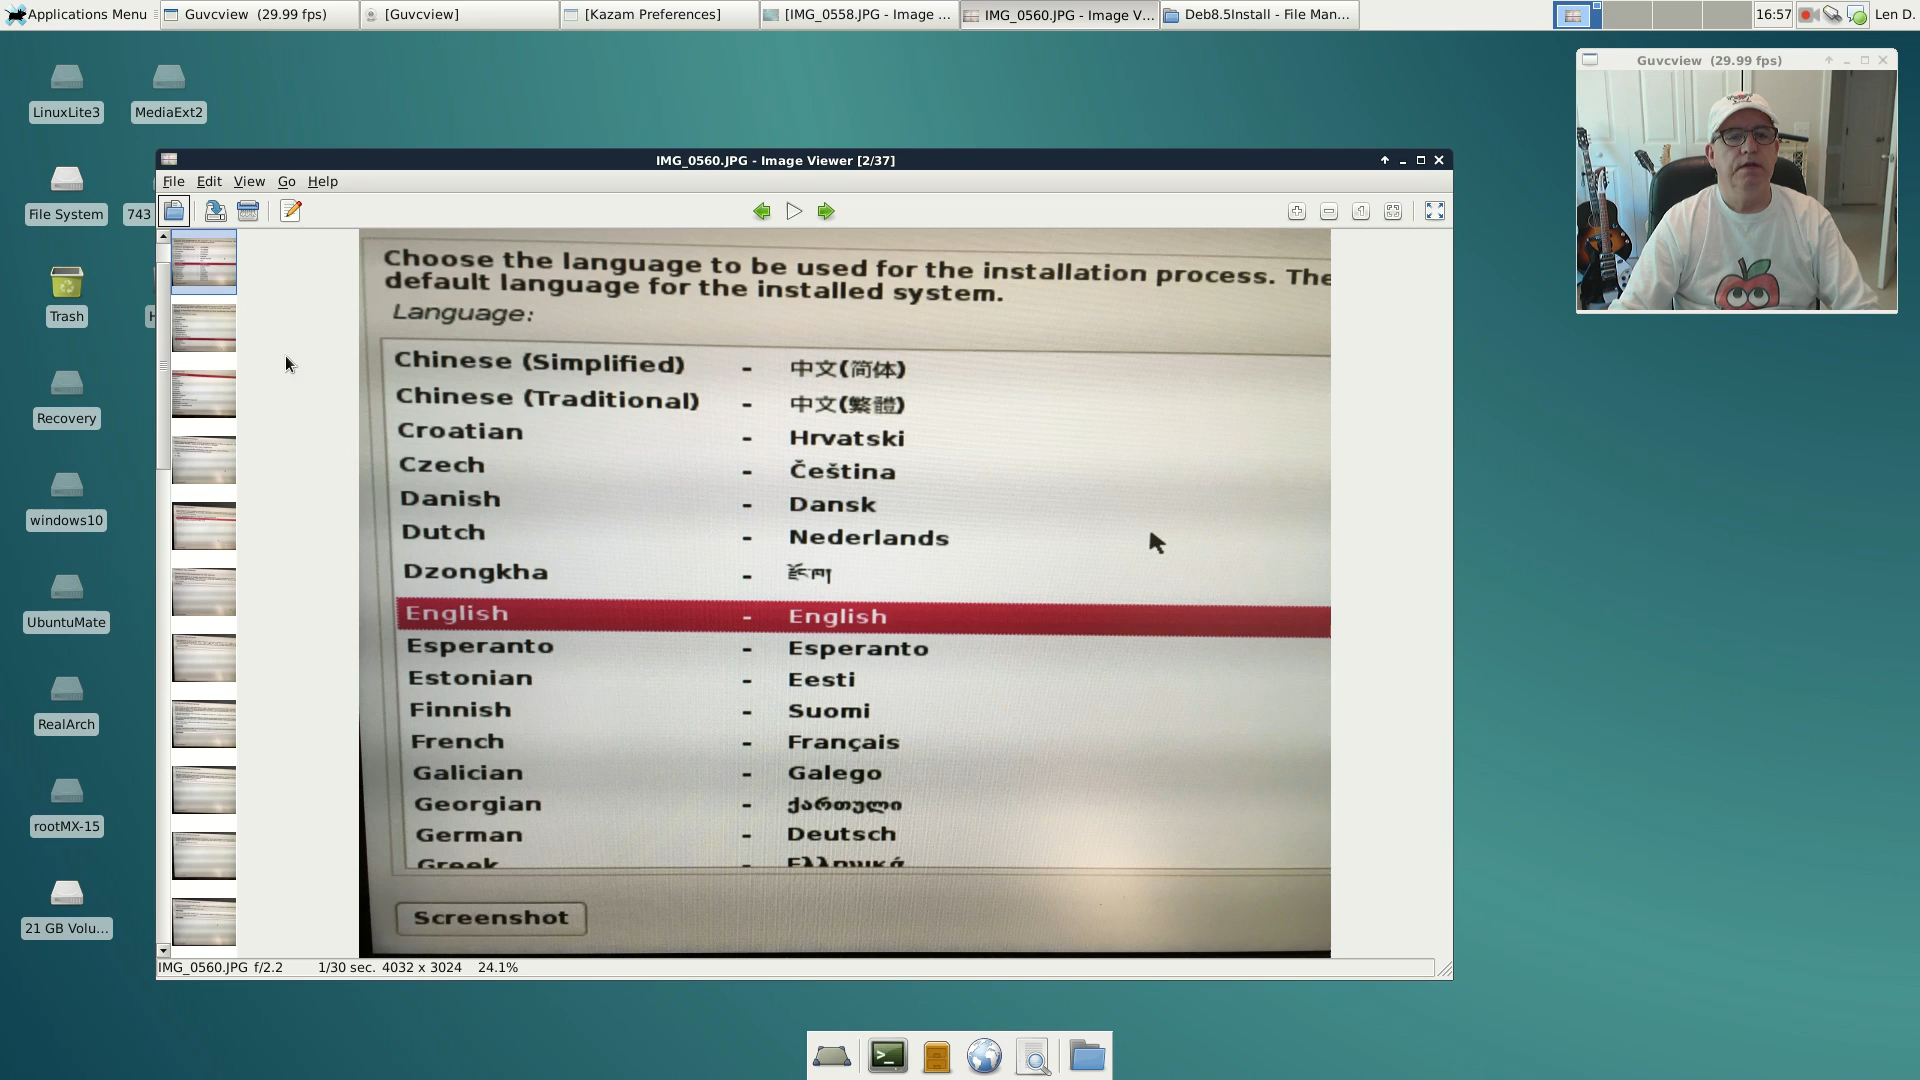 Applications Menu
Guvcview (29.99 fps)
[Guvcview]
[Kazam Preferences]
[IMG_0558.JPG - Image ...
IMG_0560.JPG - Image V...
Deb8.5Install - File Man...
16:57
Len D.
LinuxLite3
MediaExt2
File System
743
Trash
H
Recovery
windows10
UbuntuMate
RealArch
rootMX-15
21 GB Volu...
Guvcview (29.99 fps)
IMG_0560.JPG - Image Viewer [2/37]
File Edit View Go Help
Choose the language to be used for the installation process. The
default language for the installed system.
Language:
Chinese (Simplified) - 中文(简体)
Chinese (Traditional) - 中文(繁體)
Croatian - Hrvatski
Czech - Čeština
Danish - Dansk
Dutch - Nederlands
Dzongkha - རྫོང་ཁ།
English - English
Esperanto - Esperanto
Estonian - Eesti
Finnish - Suomi
French - Français
Galician - Galego
Georgian - ქართული
German - Deutsch
Greek - Ελληνικά
Screenshot
IMG_0560.JPG f/2.2 1/30 sec. 4032 x 3024 24.1%